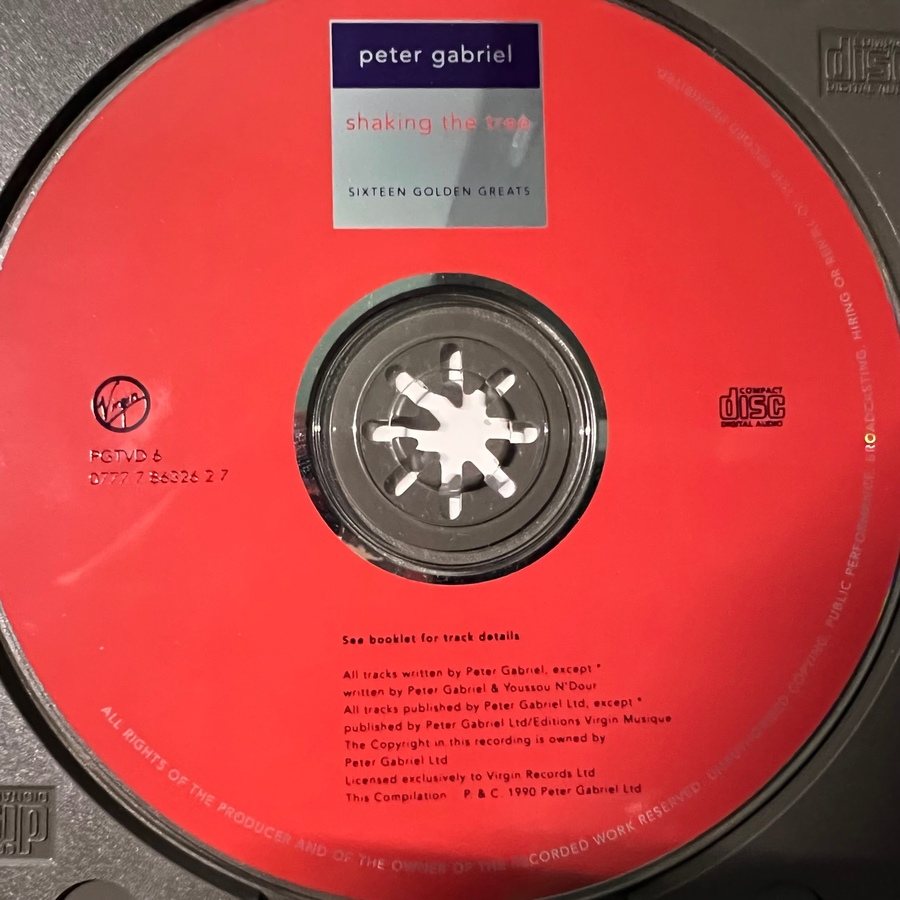 peter gabriel
shaking the tree
SIXTEEN GOLDEN GREATS
Virgin
PGTVD 6
0777 7 86326 2 7
COMPACT
disc
DIGITAL AUDIO
See booklet for track details
All tracks written by Peter Gabriel, except *
written by Peter Gabriel & Youssou N'Dour
All tracks published by Peter Gabriel Ltd, except *
published by Peter Gabriel Ltd/Editions Virgin Musique
The Copyright in this recording is owned by
Peter Gabriel Ltd
Licensed exclusively to Virgin Records Ltd
This Compilation P. & C. 1990 Peter Gabriel Ltd
ALL RIGHTS OF THE PRODUCER AND OF THE OWNER OF THE RECORDED WORK RESERVED. UNAUTHORISED COPYING, PUBLIC PERFORMANCE, BROADCASTING, HIRING OR RENTAL OF THIS RECORD PROHIBITED
disc